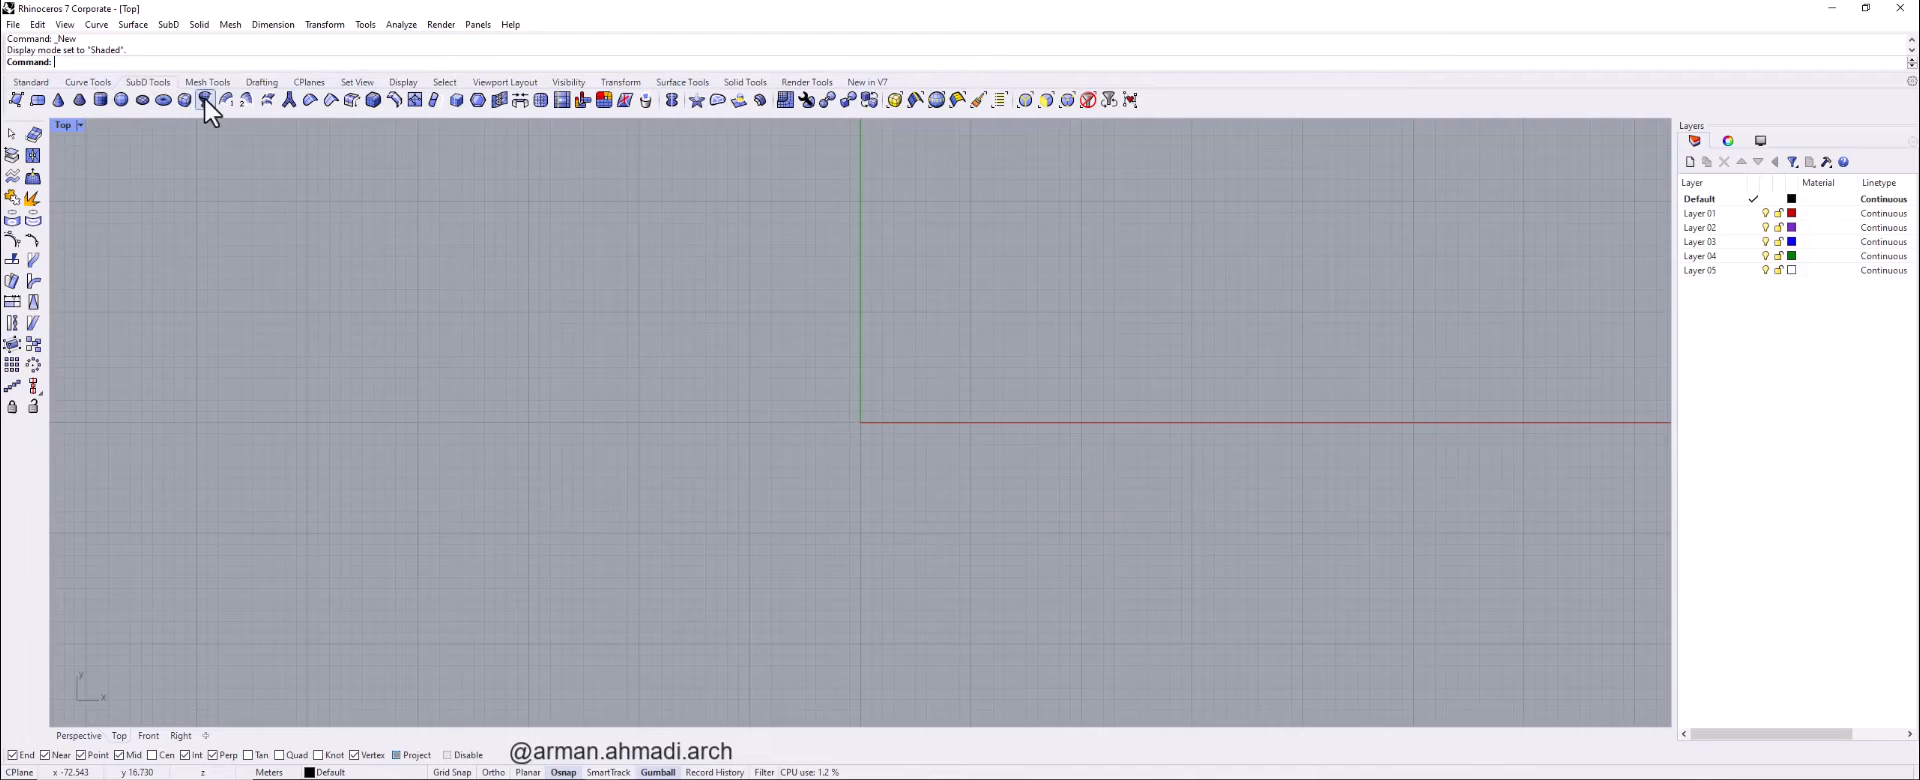 Rhinoceros 7 Corporate - [Top]
File Edit View Curve Surface SubD Solid Mesh Dimension Transform Tools Analyze Render Panels Help
Command: _New
Display mode set to "Shaded".
Command:
Standard Curve Tools SubD Tools Mesh Tools Drafting CPlanes Set View Display Select Viewport Layout Visibility Transform Surface Tools Solid Tools Render Tools New in V7
Top
Layers
Layer Material Linetype
Default Continuous
Layer 01 Continuous
Layer 02 Continuous
Layer 03 Continuous
Layer 04 Continuous
Layer 05 Continuous
y
x
Perspective Top Front Right
End Near Point Mid Cen Int Perp Tan Quad Knot Vertex Project Disable
@arman.ahmadi.arch
CPlane x -72.543 y 16.730 z Meters Default Grid Snap Ortho Planar Osnap SmartTrack Gumball Record History Filter CPU use: 1.2 %